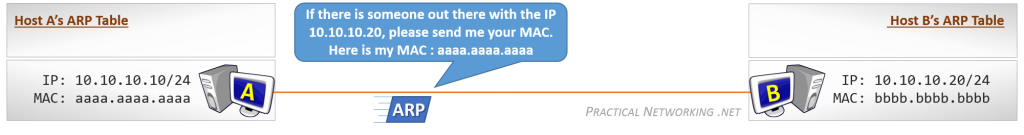 Host A's ARP Table
IP: 10.10.10.10/24
MAC: aaaa.aaaa.aaaa
A
If there is someone out there with the IP
10.10.10.20, please send me your MAC.
Here is my MAC : aaaa.aaaa.aaaa
ARP
PRACTICAL NETWORKING .NET
Host B's ARP Table
B
IP: 10.10.10.20/24
MAC: bbbb.bbbb.bbbb